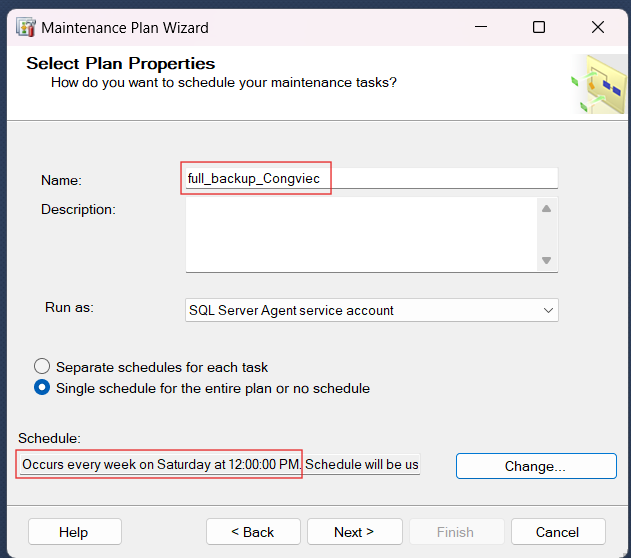 Maintenance Plan Wizard
Select Plan Properties
How do you want to schedule your maintenance tasks?
Name:
full_backup_Congviec
Description:
Run as:
SQL Server Agent service account
Separate schedules for each task
Single schedule for the entire plan or no schedule
Schedule:
Occurs every week on Saturday at 12:00:00 PM. Schedule will be us
Change...
Help
< Back
Next >
Finish
Cancel